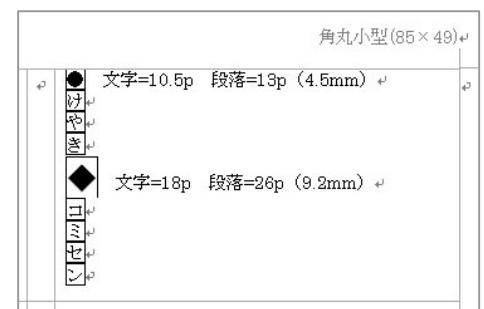 角丸小型(85×49)
● 文字=10.5p 段落=13p(4.5mm)
け
や
き
◆ 文字=18p 段落=26p(9.2mm)
コ
ミ
セ
ン